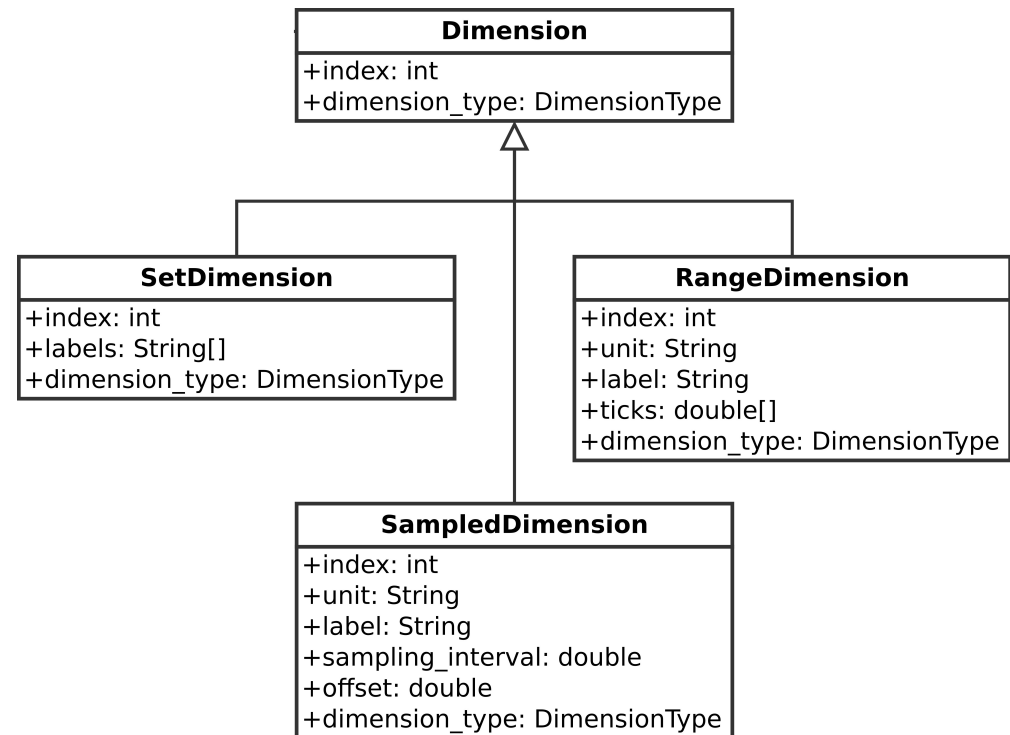 Dimension
+index: int
+dimension_type: DimensionType
SetDimension
+index: int
+labels: String[]
+dimension_type: DimensionType
RangeDimension
+index: int
+unit: String
+label: String
+ticks: double[]
+dimension_type: DimensionType
SampledDimension
+index: int
+unit: String
+label: String
+sampling_interval: double
+offset: double
+dimension_type: DimensionType